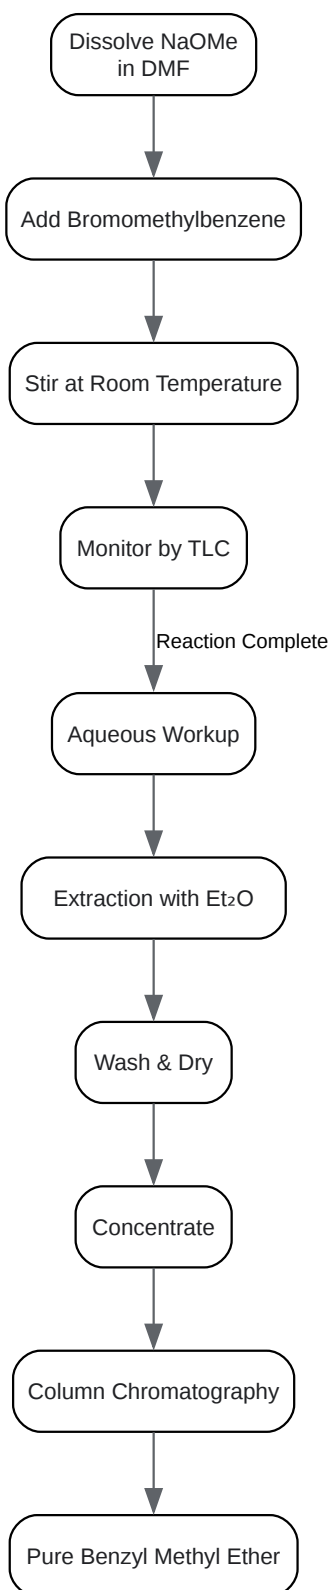 Dissolve NaOMe
in DMF
Add Bromomethylbenzene
Stir at Room Temperature
Monitor by TLC
Reaction Complete
Aqueous Workup
Extraction with Et₂O
Wash & Dry
Concentrate
Column Chromatography
Pure Benzyl Methyl Ether